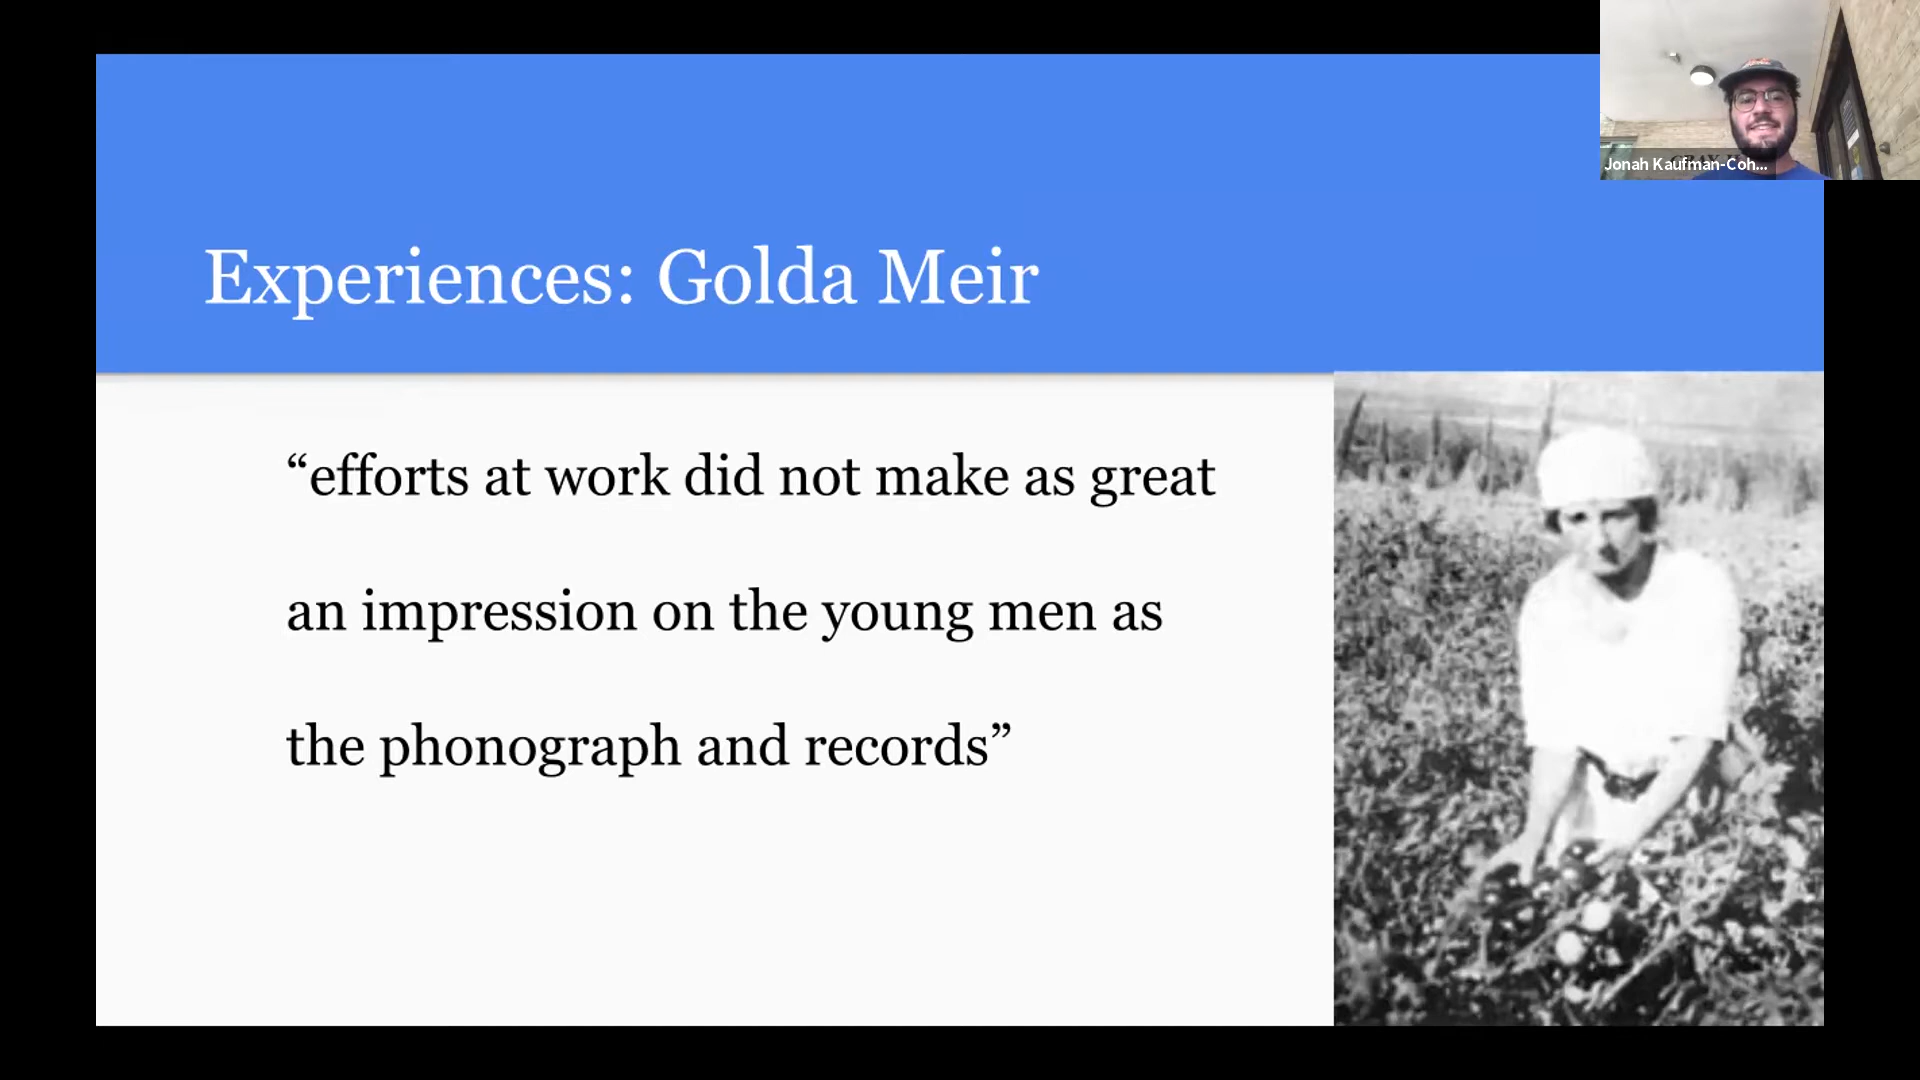 Jonah Kaufman-Coh...
Experiences: Golda Meir
“efforts at work did not make as great
an impression on the young men as
the phonograph and records”